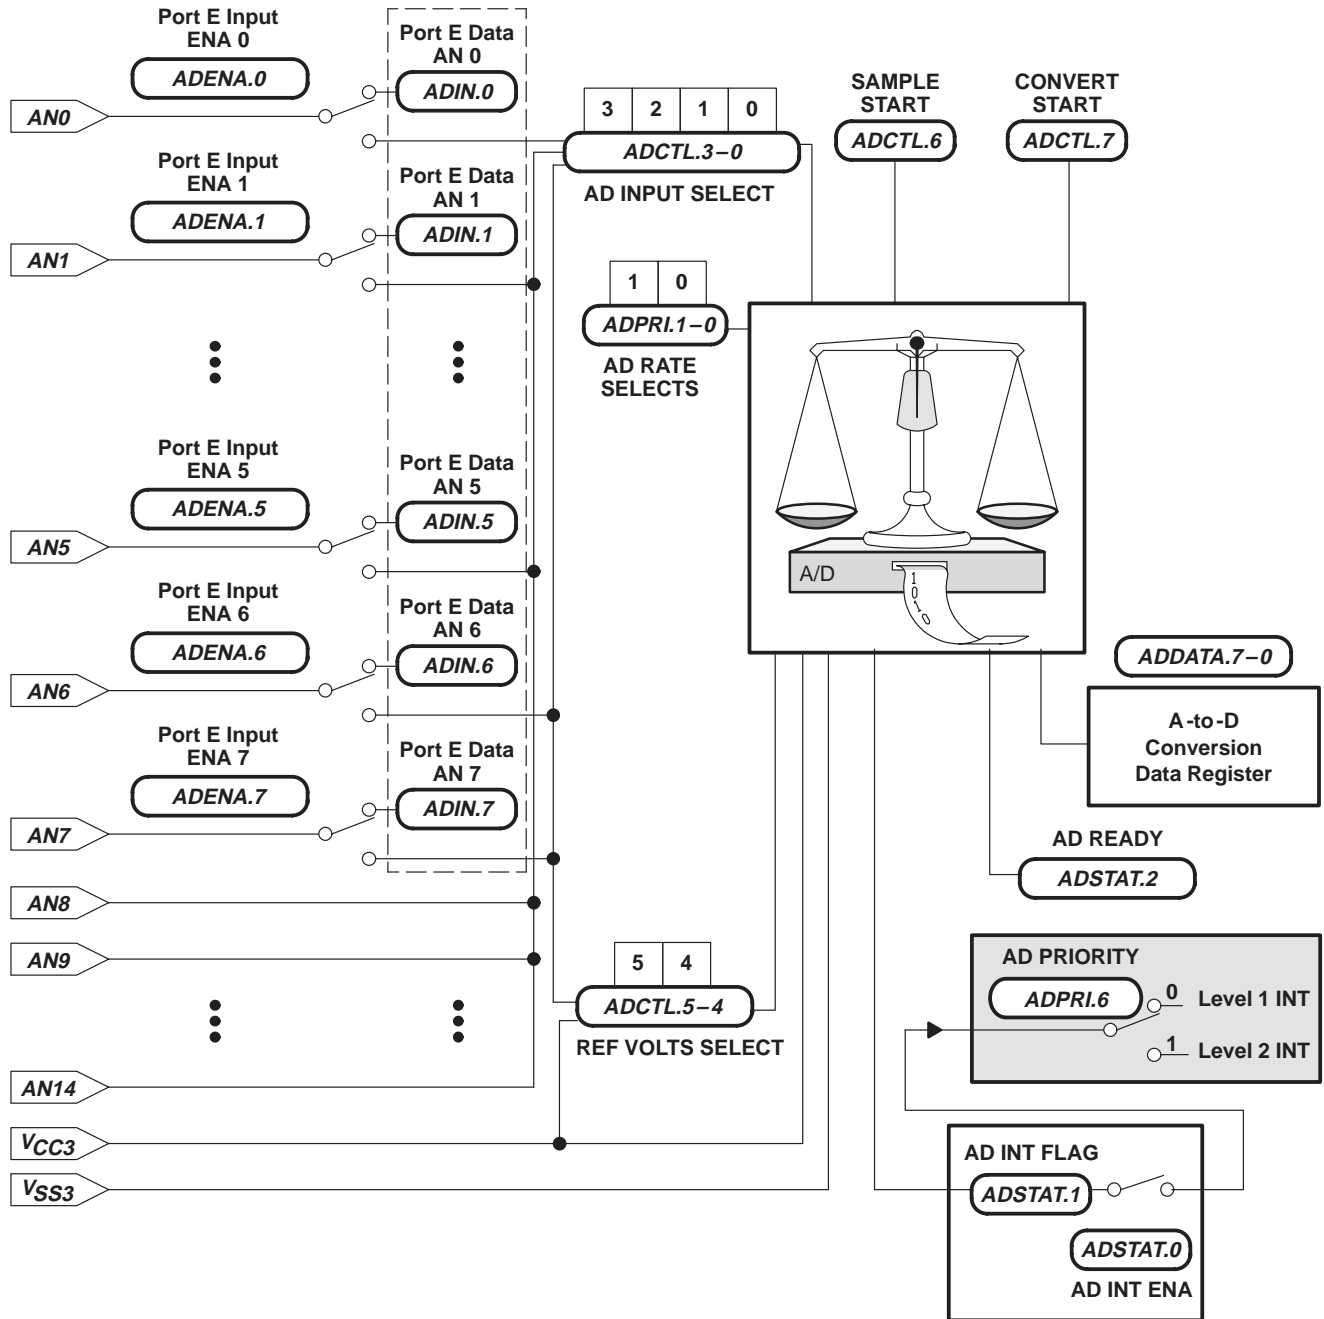 Port E Input
ENA 0
ADENA.0
AN0
Port E Data
AN 0
ADIN.0
Port E Input
ENA 1
ADENA.1
AN1
Port E Data
AN 1
ADIN.1
Port E Input
ENA 5
ADENA.5
AN5
Port E Data
AN 5
ADIN.5
Port E Input
ENA 6
ADENA.6
AN6
Port E Data
AN 6
ADIN.6
Port E Input
ENA 7
ADENA.7
AN7
Port E Data
AN 7
ADIN.7
AN8
AN9
AN14
VCC3
VSS3
3 2 1 0
ADCTL.3–0
AD INPUT SELECT
SAMPLE
START
ADCTL.6
CONVERT
START
ADCTL.7
1 0
ADPRI.1–0
AD RATE
SELECTS
A/D
1
0
1
0
ADDATA.7–0
A-to-D
Conversion
Data Register
AD READY
ADSTAT.2
5 4
ADCTL.5–4
REF VOLTS SELECT
AD PRIORITY
ADPRI.6
0 Level 1 INT
1 Level 2 INT
AD INT FLAG
ADSTAT.1
ADSTAT.0
AD INT ENA